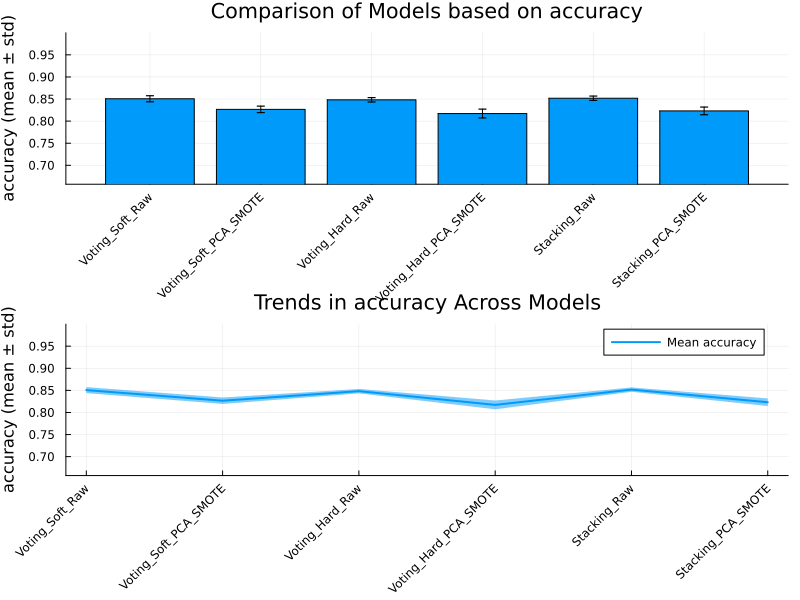 Comparison of Models based on accuracy
accuracy (mean ± std)
0.95
0.90
0.85
0.80
0.75
0.70
Voting_Soft_Raw
Voting_Soft_PCA_SMOTE
Voting_Hard_Raw
Voting_Hard_PCA_SMOTE
Stacking_Raw
Stacking_PCA_SMOTE
Trends in accuracy Across Models
accuracy (mean ± std)
0.95
0.90
0.85
0.80
0.75
0.70
Mean accuracy
Voting_Soft_Raw
Voting_Soft_PCA_SMOTE
Voting_Hard_Raw
Voting_Hard_PCA_SMOTE
Stacking_Raw
Stacking_PCA_SMOTE